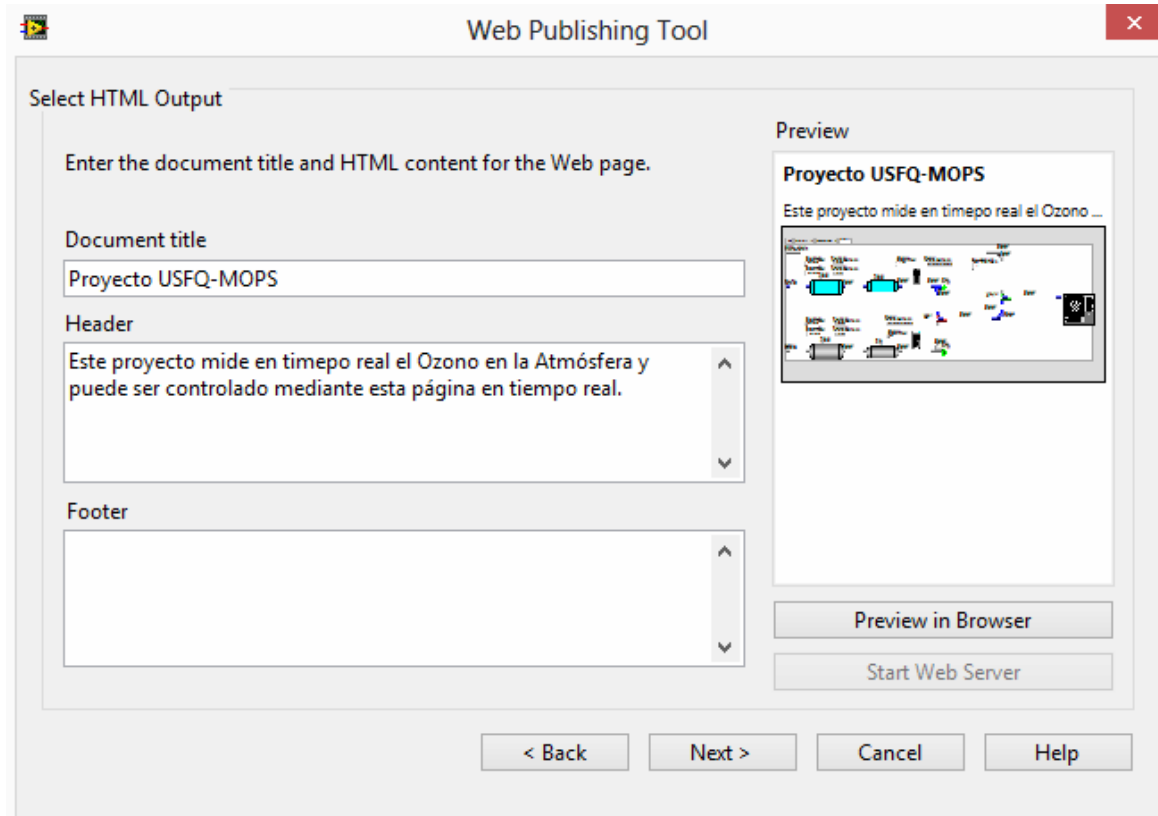 Web Publishing Tool
Select HTML Output
Enter the document title and HTML content for the Web page.
Document title
Proyecto USFQ-MOPS
Header
Este proyecto mide en timepo real el Ozono en la Atmósfera y
puede ser controlado mediante esta página en tiempo real.
Footer
Preview
Proyecto USFQ-MOPS
Este proyecto mide en timepo real el Ozono ...
Preview in Browser
Start Web Server
< Back
Next >
Cancel
Help